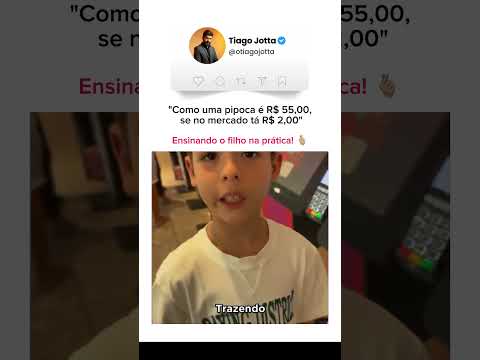 Tiago Jotta
@otiagojotta
"Como uma pipoca é R$ 55,00,
se no mercado tá R$ 2,00"
Ensinando o filho na prática! 🤞🏼
Trazendo